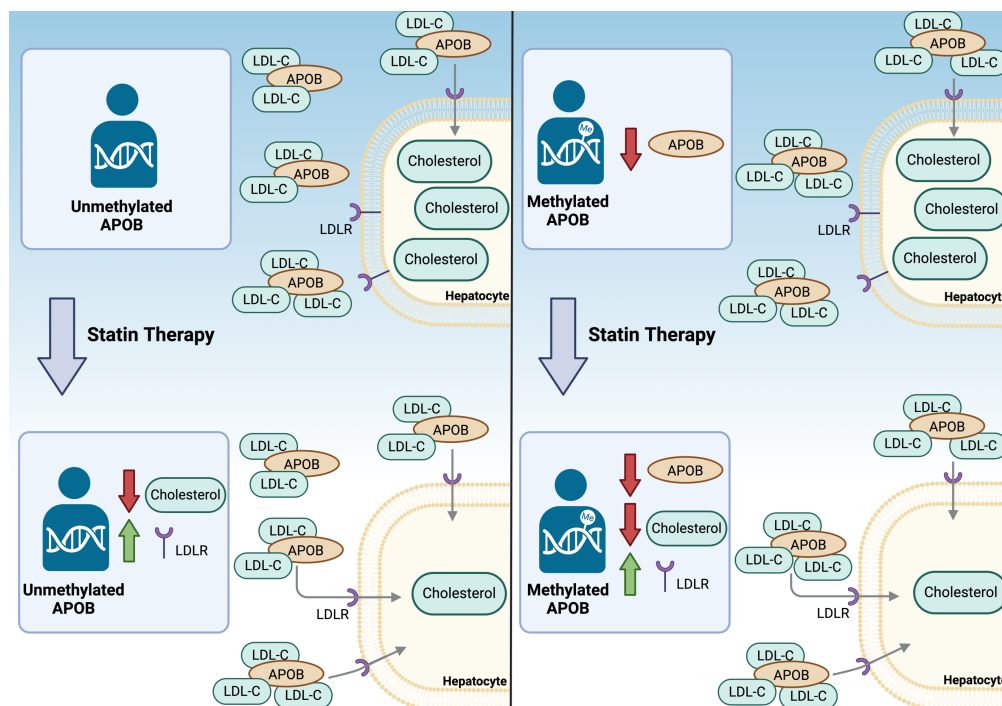 LDL-C
APOB
LDL-C
LDL-C
APOB
LDL-C
Unmethylated
APOB
LDL-C
APOB
LDL-C
Cholesterol
Cholesterol
LDLR
Cholesterol
LDL-C
APOB
LDL-C
LDL-C
Hepatocyte
Statin Therapy
Unmethylated
APOB
Cholesterol
LDLR
LDL-C
APOB
LDL-C
LDL-C
APOB
LDL-C
LDL-C
APOB
LDL-C
LDLR
Cholesterol
LDL-C
APOB
LDL-C
LDL-C
Hepatocyte
Me
APOB
Methylated
APOB
LDL-C
APOB
LDL-C
LDL-C
LDL-C
APOB
LDL-C
LDL-C
Cholesterol
Cholesterol
LDLR
Cholesterol
LDL-C
APOB
LDL-C
LDL-C
Hepatocyt
Statin Therapy
APOB
Me
Cholesterol
LDLR
Methylated
APOB
LDL-C
APOB
LDL-C
LDL-C
LDL-C
APOB
LDL-C
LDL-C
LDLR
Cholesterol
LDL-C
APOB
LDL-C
LDL-C
Hepatocyte